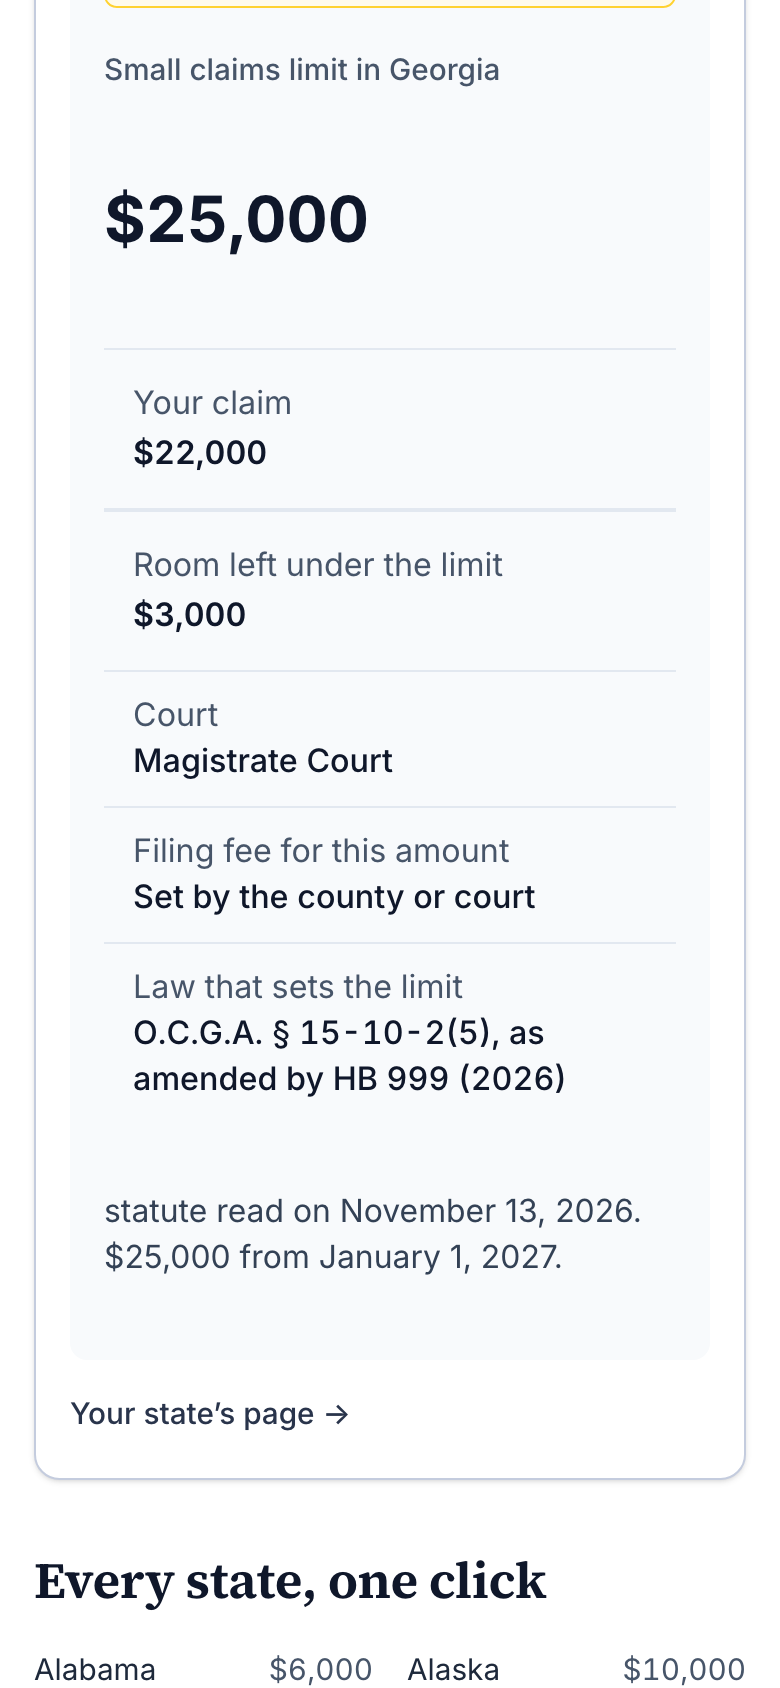 Small claims limit in Georgia
$25,000
Your claim
$22,000
Room left under the limit
$3,000
Court
Magistrate Court
Filing fee for this amount
Set by the county or court
Law that sets the limit
O.C.G.A. § 15-10-2(5), as
amended by HB 999 (2026)
statute read on November 13, 2026.
$25,000 from January 1, 2027.
Your state’s page →
Every state, one click
Alabama $6,000 Alaska $10,000